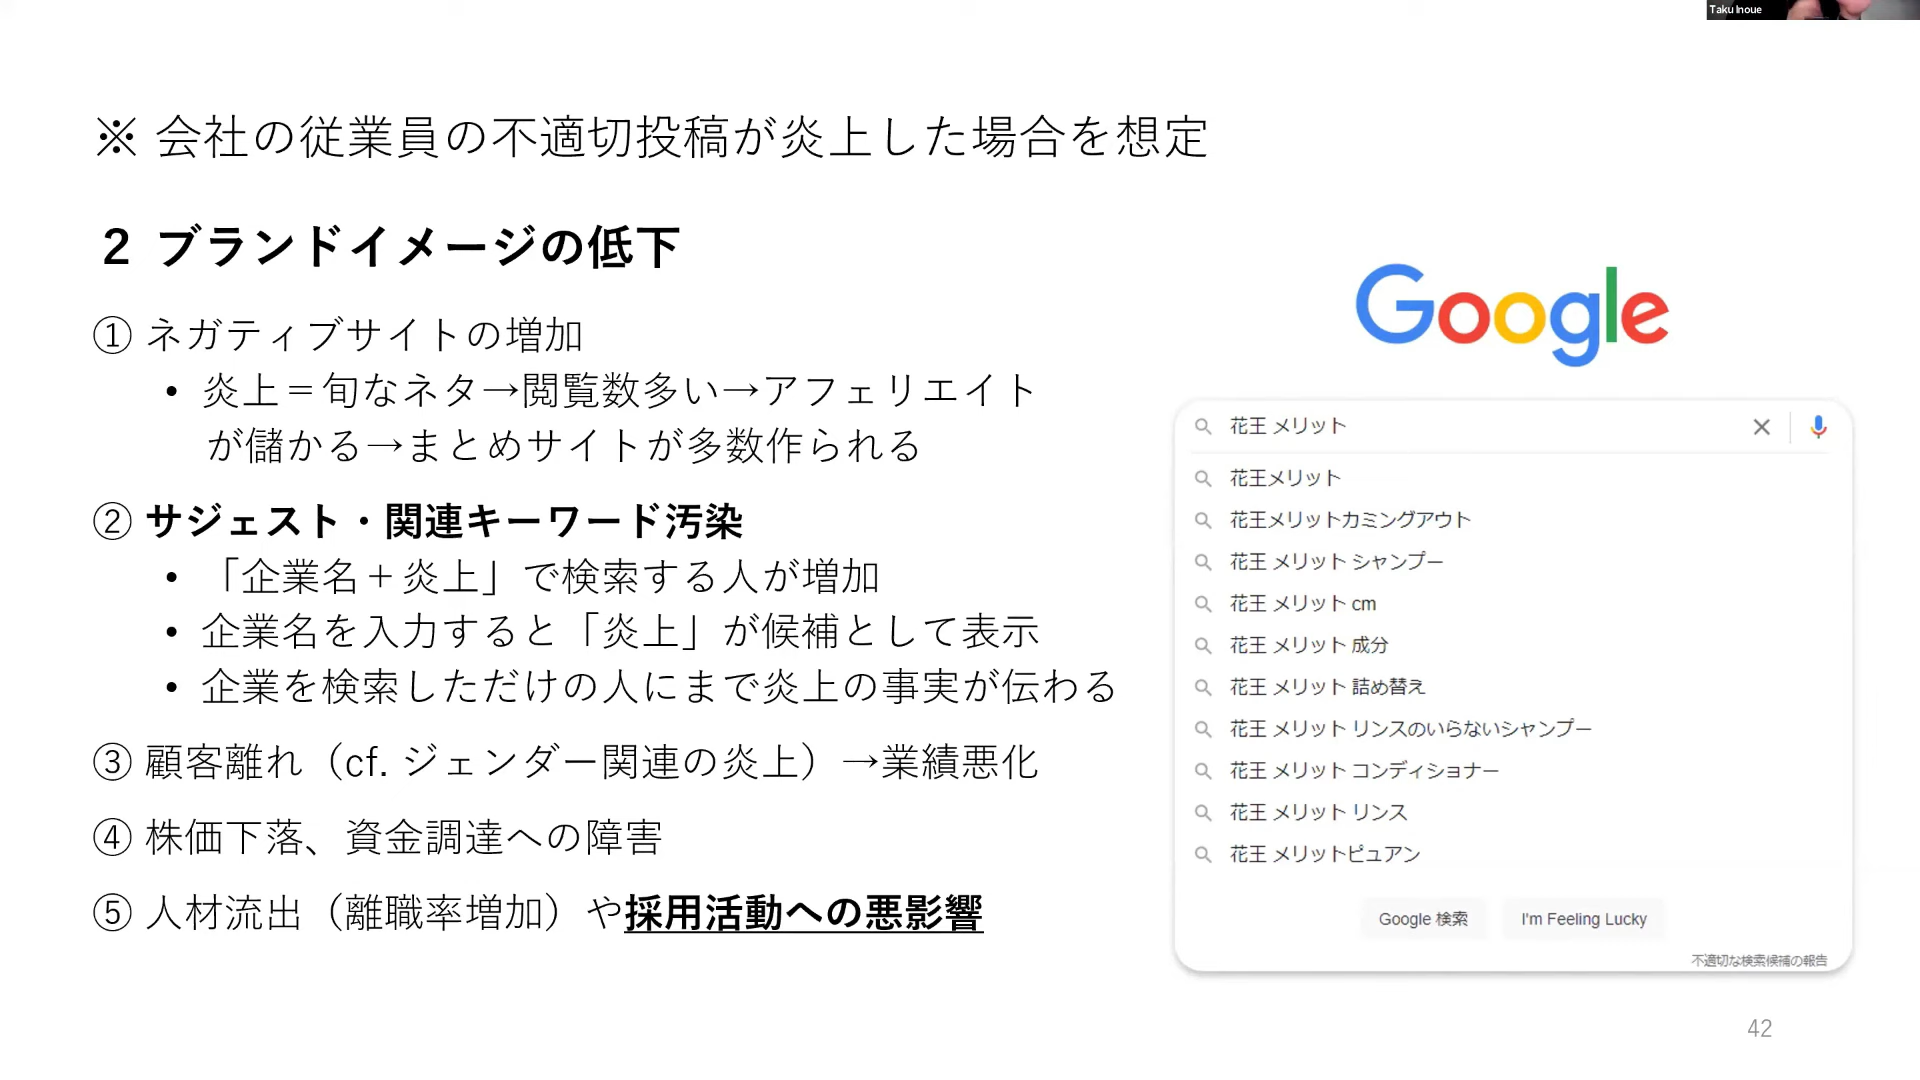 Taku Inoue
※ 会社の従業員の不適切投稿が炎上した場合を想定
2 ブランドイメージの低下
① ネガティブサイトの増加
• 炎上＝旬なネタ→閲覧数多い→アフェリエイト
が儲かる→まとめサイトが多数作られる
② サジェスト・関連キーワード汚染
• 「企業名＋炎上」で検索する人が増加
• 企業名を入力すると「炎上」が候補として表示
• 企業を検索しただけの人にまで炎上の事実が伝わる
③ 顧客離れ（cf. ジェンダー関連の炎上）→業績悪化
④ 株価下落、資金調達への障害
⑤ 人材流出（離職率増加）や採用活動への悪影響
Google
花王 メリット
花王メリット
花王メリットカミングアウト
花王 メリット シャンプー
花王 メリット cm
花王 メリット 成分
花王 メリット 詰め替え
花王 メリット リンスのいらないシャンプー
花王 メリット コンディショナー
花王 メリット リンス
花王 メリットピュアン
Google 検索
I'm Feeling Lucky
不適切な検索候補の報告
42